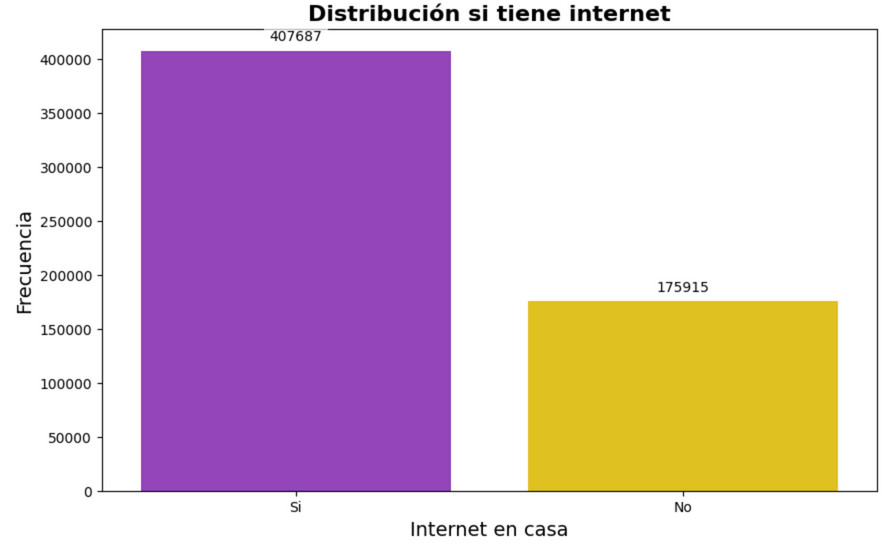 Distribución si tiene internet
407687
400000
350000
300000
250000
200000
175915
150000
100000
50000
0
Frecuencia
Si
No
Internet en casa